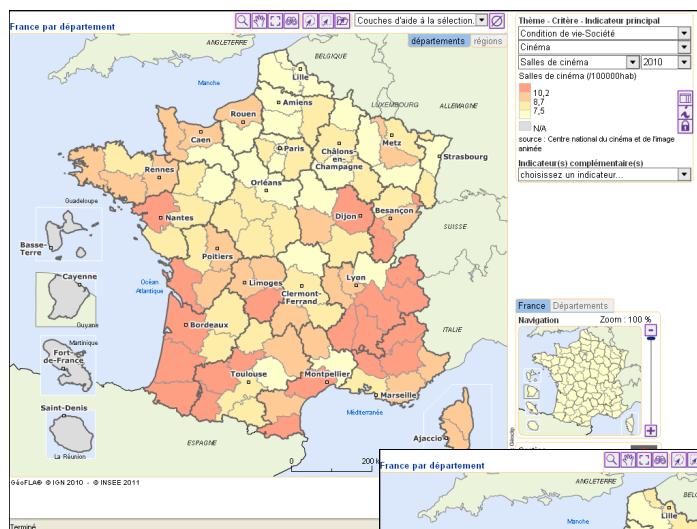 France par département
Couches d'aide à la sélection.
départements régions
ANGLETERRE
BELGIQUE
Manche
Lille
LUXEMBOURG
ALLEMAGNE
Amiens
Rouen
Caen
Paris
Châlons-
en-
Champagne
Metz
Strasbourg
Rennes
Orléans
Nantes
Dijon
Besançon
Guadeloupe
SUISSE
Basse-
Terre
Poitiers
Océan
Atlantique
Cayenne
Limoges
Clermont-
Ferrand
Lyon
Guyane
Bordeaux
ITALIE
Martinique
Fort-
de-France
Toulouse
Montpellier
Marseille
Méditerranée
Saint-Denis
ESPAGNE
Ajaccio
La Réunion
0 200
GéoFLA® © IGN 2010 - © INSEE 2011
Terminé
Thème - Critère - Indicateur principal
Condition de vie-Société
Cinéma
Salles de cinéma 2010
Salles de cinéma (/100000hab)
10,2
8,7
7,5
N/A
source : Centre national du cinéma et de l'image
animée
Indicateur(s) complémentaire(s)
choisissez un indicateur...
France Départements
Navigation Zoom : 100 %
France par département
ANGLETERRE
Manche
Lille